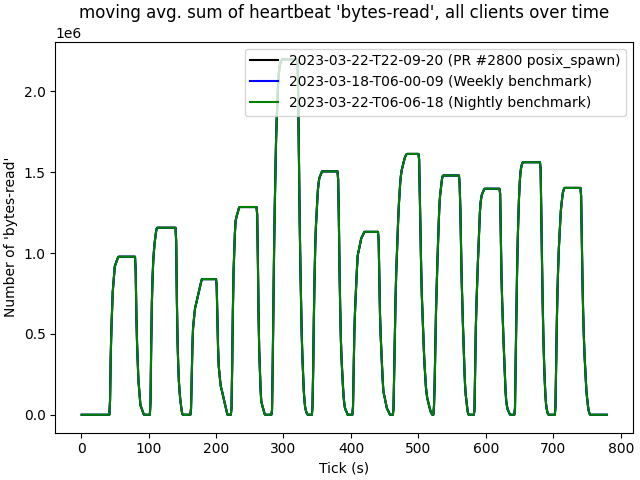 moving avg. sum of heartbeat 'bytes-read', all clients over time
1e6
2023-03-22-T22-09-20 (PR #2800 posix_spawn)
2023-03-18-T06-00-09 (Weekly benchmark)
2023-03-22-T06-06-18 (Nightly benchmark)
2.0
1.5
1.0
0.5
0.0
Number of 'bytes-read'
0 100 200 300 400 500 600 700 800
Tick (s)